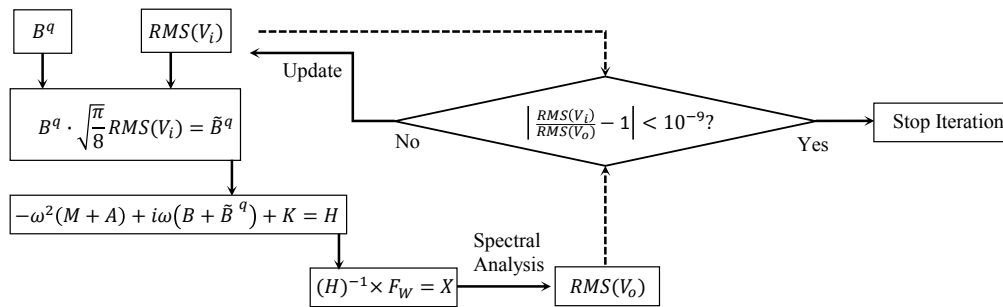 B^q
RMS(V_i)
Update
B^q · √(π/8) RMS(V_i) = B̃^q
|RMS(V_i)/RMS(V_o) − 1| < 10^{−9}?
Stop Iteration
No
Yes
−ω^2(M + A) + iω(B + B̃^q) + K = H
Spectral
Analysis
(H)^{−1} × F_W = X
RMS(V_o)